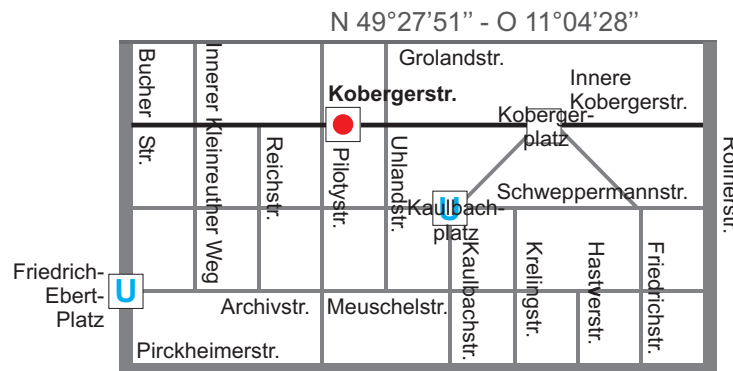 N 49°27’51’’ - O 11°04’28’’
Grolandstr.
Bucher
Str.
Innerer Kleinreuther Weg
Innere
Kobergerstr.
Kobergerstr.
Koberger-
platz
Reichstr.
Pilotystr.
Uhlandstr.
Rollnerstr.
Schweppermannstr.
U
Kaulbach-
platz
Kaulbachstr.
Krelingstr.
Hastverstr.
Friedrichstr.
Friedrich-
Ebert-
Platz
U
Archivstr.
Meuschelstr.
Pirckheimerstr.